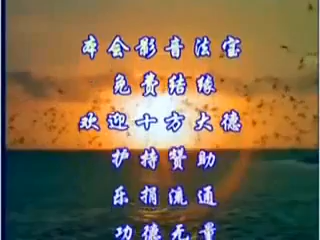 本会影音法宝
免费结缘
欢迎十方大德
护持赞助
乐捐流通
功德无量